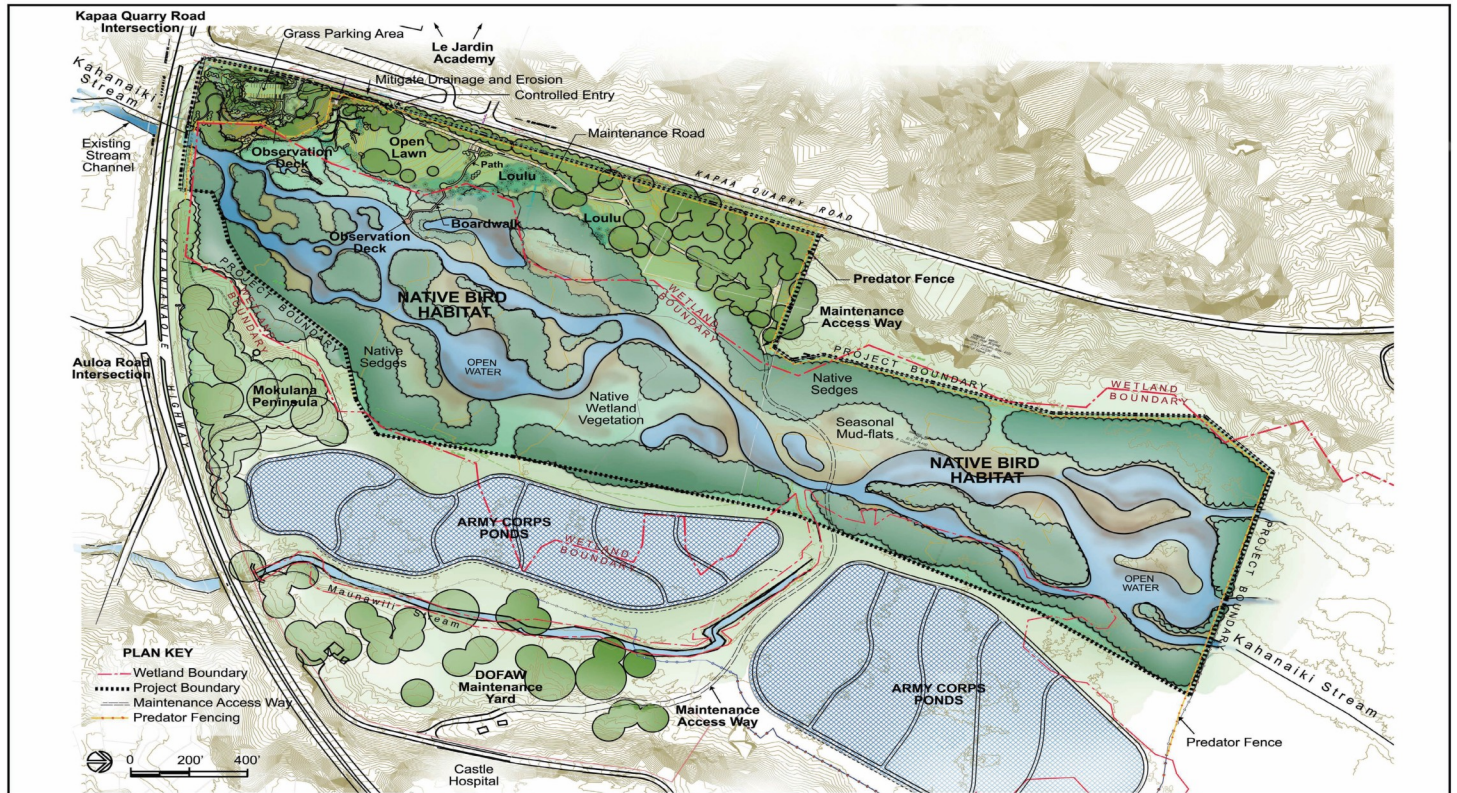 Kapaa Quarry Road
Intersection
Grass Parking Area
Le Jardin
Academy
Mitigate Drainage and Erosion
Controlled Entry
Kahanaiki
Stream
Existing
Stream
Channel
Observation
Deck
Open
Lawn
Maintenance Road
Path
Loulu
KAPAA QUARRY ROAD
Loulu
Boardwalk
Observation
Deck
Predator Fence
Maintenance
Access Way
KALANIANAOLE HIGHWAY
PROJECT BOUNDARY
WETLAND
BOUNDARY
NATIVE BIRD
HABITAT
WETLAND
BOUNDARY
PROJECT BOUNDARY
WETLAND
BOUNDARY
Auloa Road
Intersection
Native
Sedges
OPEN
WATER
Mokulana
Peninsula
Native
Wetland
Vegetation
Native
Sedges
Seasonal
Mud-flats
NATIVE BIRD
HABITAT
ARMY CORPS
PONDS
WETLAND
BOUNDARY
OPEN
WATER
PROJECT BOUNDARY
Maunawili Stream
Kahanaiki Stream
PLAN KEY
Wetland Boundary
Project Boundary
Maintenance Access Way
Predator Fencing
DOFAW
Maintenance
Yard
Maintenance
Access Way
ARMY CORPS
PONDS
Predator Fence
0 200' 400'
Castle
Hospital